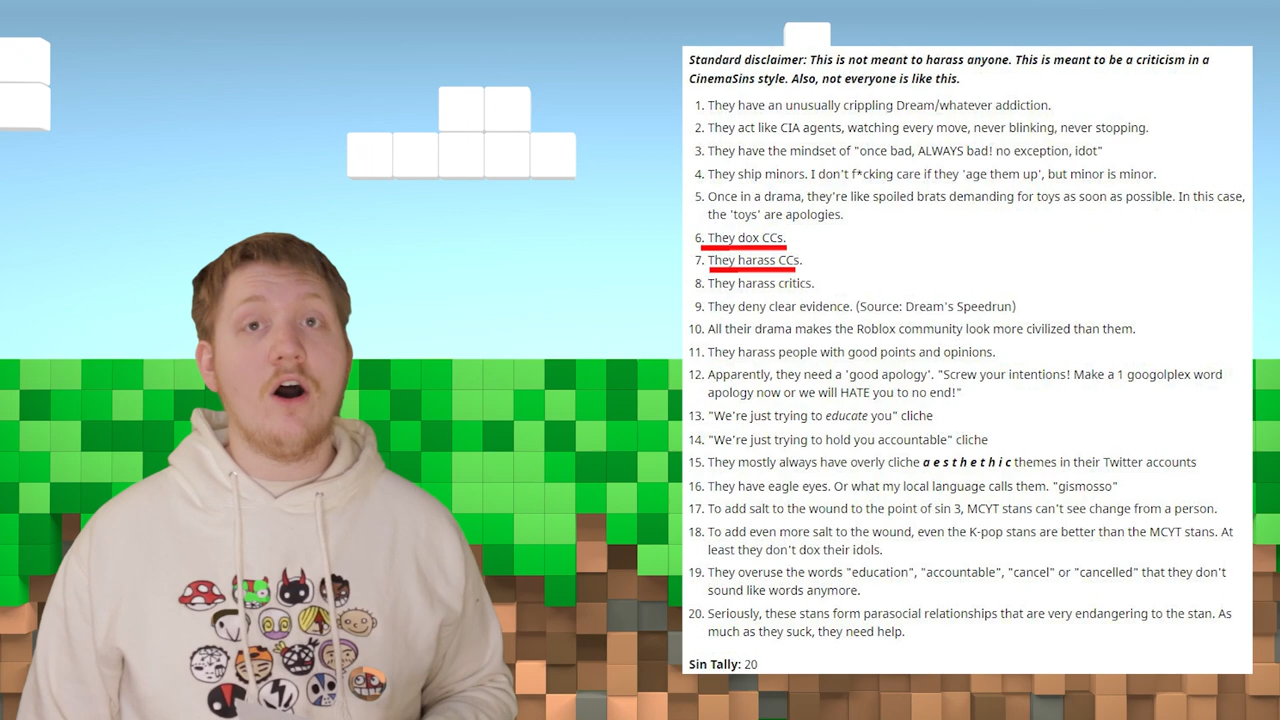 Standard disclaimer: This is not meant to harass anyone. This is meant to be a criticism in a
CinemaSins style. Also, not everyone is like this.
1. They have an unusually crippling Dream/whatever addiction.
2. They act like CIA agents, watching every move, never blinking, never stopping.
3. They have the mindset of "once bad, ALWAYS bad! no exception, idot"
4. They ship minors. I don't f*cking care if they 'age them up', but minor is minor.
5. Once in a drama, they're like spoiled brats demanding for toys as soon as possible. In this case,
the 'toys' are apologies.
6. They dox CCs.
7. They harass CCs.
8. They harass critics.
9. They deny clear evidence. (Source: Dream's Speedrun)
10. All their drama makes the Roblox community look more civilized than them.
11. They harass people with good points and opinions.
12. Apparently, they need a 'good apology'. "Screw your intentions! Make a 1 googolplex word
apology now or we will HATE you to no end!"
13. "We're just trying to educate you" cliche
14. "We're just trying to hold you accountable" cliche
15. They mostly always have overly cliche a e s t h e t h i c themes in their Twitter accounts
16. They have eagle eyes. Or what my local language calls them. "gismosso"
17. To add salt to the wound to the point of sin 3, MCYT stans can't see change from a person.
18. To add even more salt to the wound, even the K-pop stans are better than the MCYT stans. At
least they don't dox their idols.
19. They overuse the words "education", "accountable", "cancel" or "cancelled" that they don't
sound like words anymore.
20. Seriously, these stans form parasocial relationships that are very endangering to the stan. As
much as they suck, they need help.
Sin Tally: 20